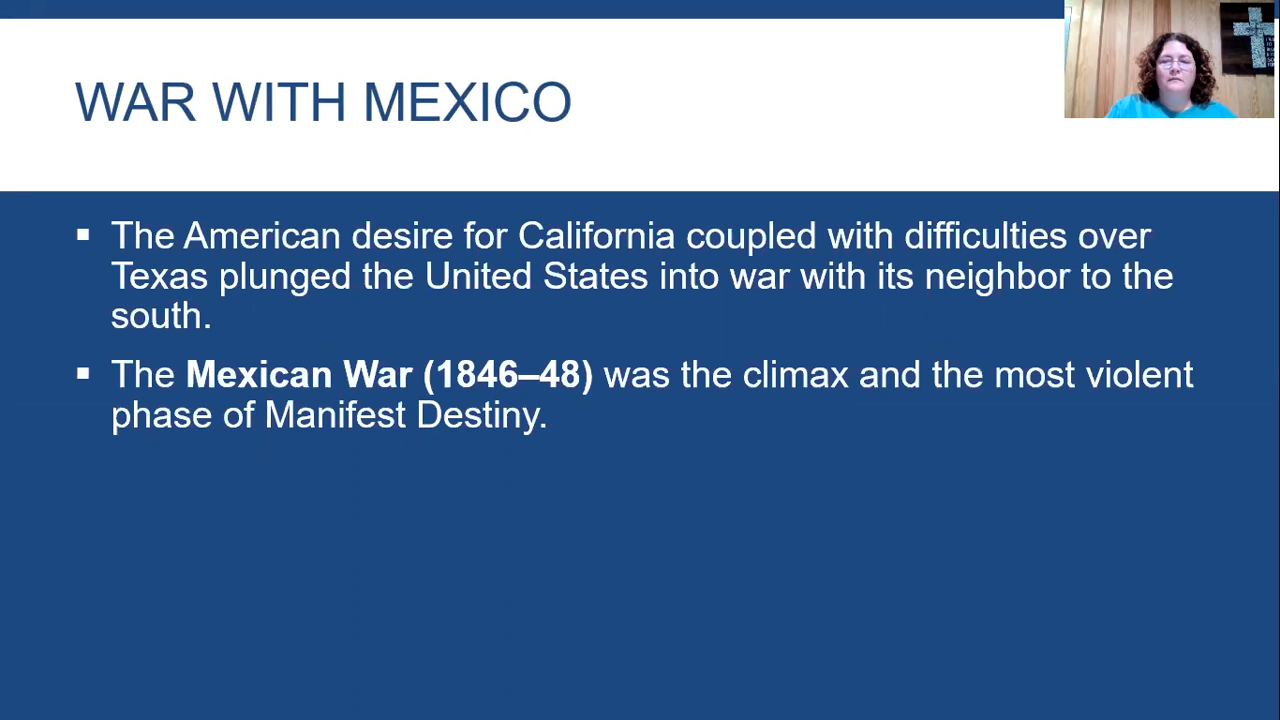 WAR WITH MEXICO
▪ The American desire for California coupled with difficulties over
Texas plunged the United States into war with its neighbor to the
south.
▪ The Mexican War (1846–48) was the climax and the most violent
phase of Manifest Destiny.